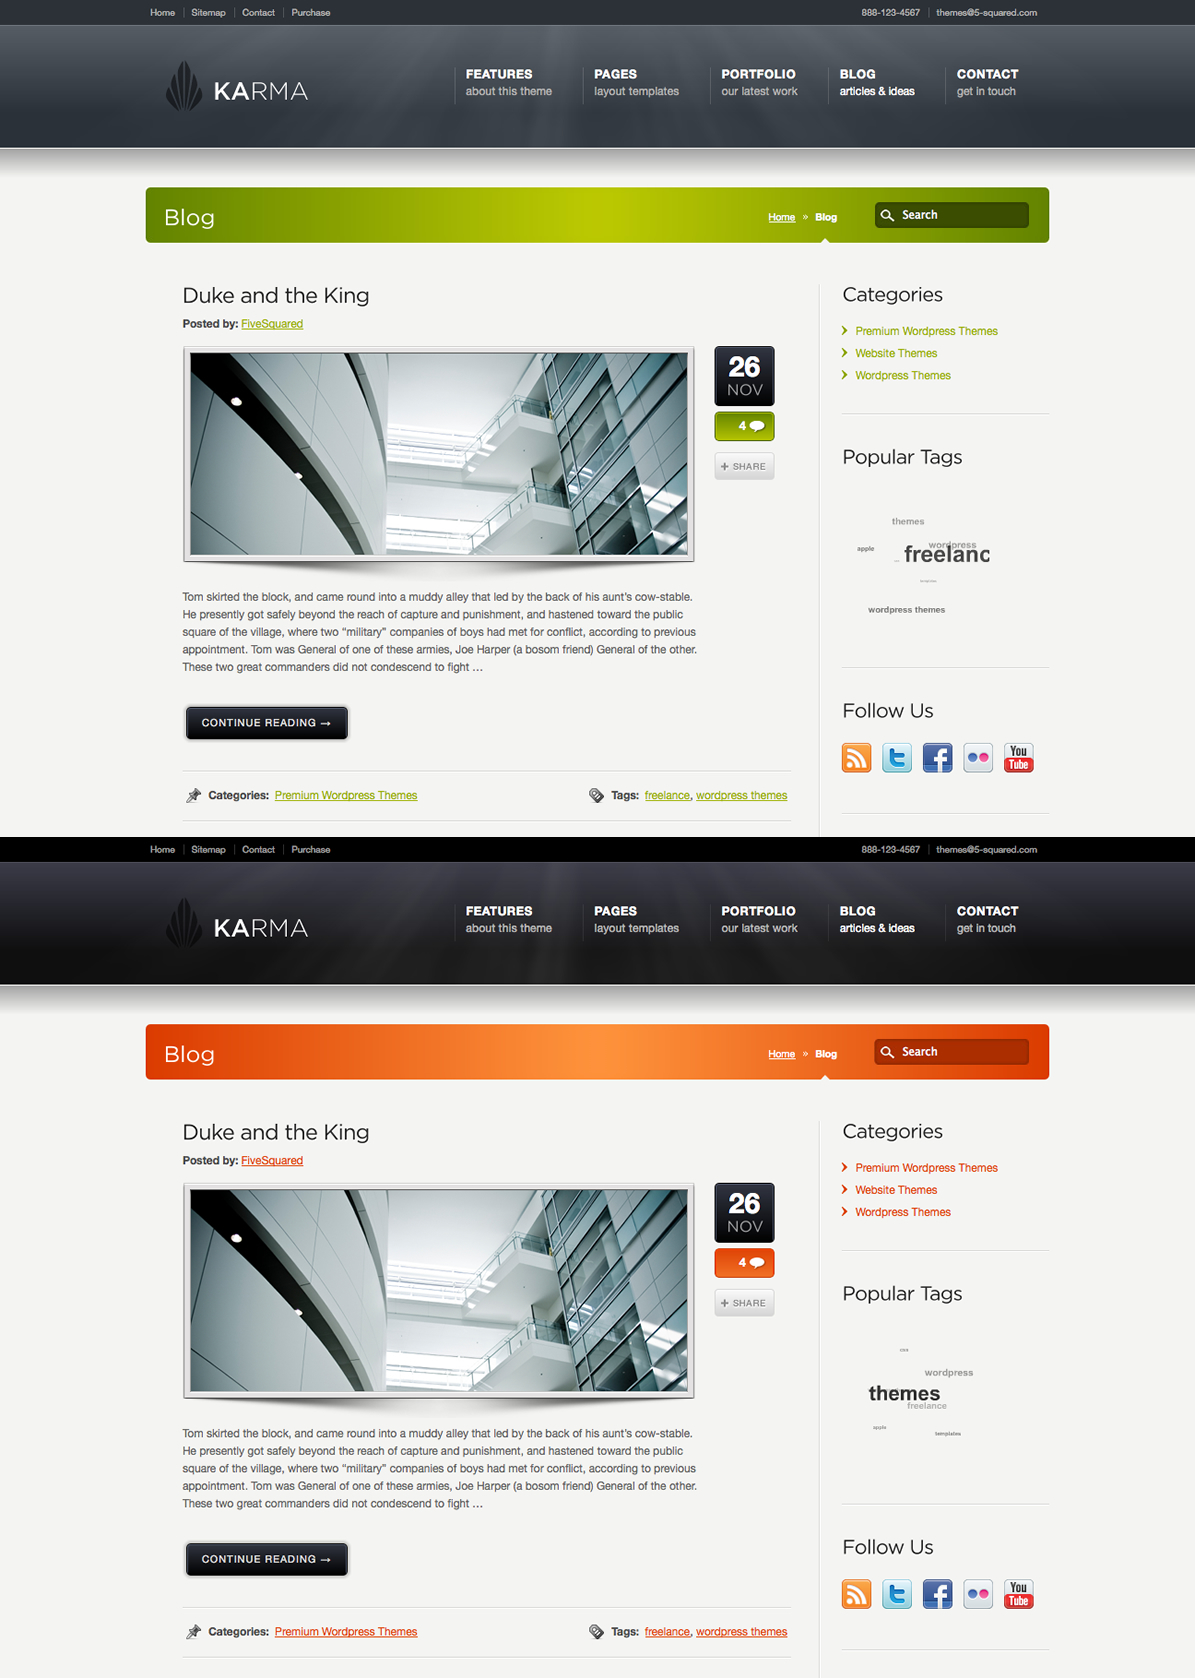 Home Sitemap Contact Purchase 888-123-4567 themes@5-squared.com
KARMA
FEATURES PAGES PORTFOLIO BLOG CONTACT
about this theme layout templates our latest work articles & ideas get in touch
Blog Home » Blog Search
Duke and the King
Posted by: FiveSquared
26
NOV
4
+ SHARE
Tom skirted the block, and came round into a muddy alley that led by the back of his aunt’s cow-stable.
He presently got safely beyond the reach of capture and punishment, and hastened toward the public
square of the village, where two “military” companies of boys had met for conflict, according to previous
appointment. Tom was General of one of these armies, Joe Harper (a bosom friend) General of the other.
These two great commanders did not condescend to fight …
CONTINUE READING →
Categories: Premium Wordpress Themes Tags: freelance, wordpress themes
Categories
Premium Wordpress Themes
Website Themes
Wordpress Themes
Popular Tags
themes
wordpress
apple freelanc
templates
wordpress themes
Follow Us
You
Tube
Home Sitemap Contact Purchase 888-123-4567 themes@5-squared.com
KARMA
FEATURES PAGES PORTFOLIO BLOG CONTACT
about this theme layout templates our latest work articles & ideas get in touch
Blog Home » Blog Search
Duke and the King
Posted by: FiveSquared
26
NOV
4
+ SHARE
Tom skirted the block, and came round into a muddy alley that led by the back of his aunt’s cow-stable.
He presently got safely beyond the reach of capture and punishment, and hastened toward the public
square of the village, where two “military” companies of boys had met for conflict, according to previous
appointment. Tom was General of one of these armies, Joe Harper (a bosom friend) General of the other.
These two great commanders did not condescend to fight …
CONTINUE READING →
Categories: Premium Wordpress Themes Tags: freelance, wordpress themes
Categories
Premium Wordpress Themes
Website Themes
Wordpress Themes
Popular Tags
wordpress
themes
freelance
apple
templates
Follow Us
You
Tube